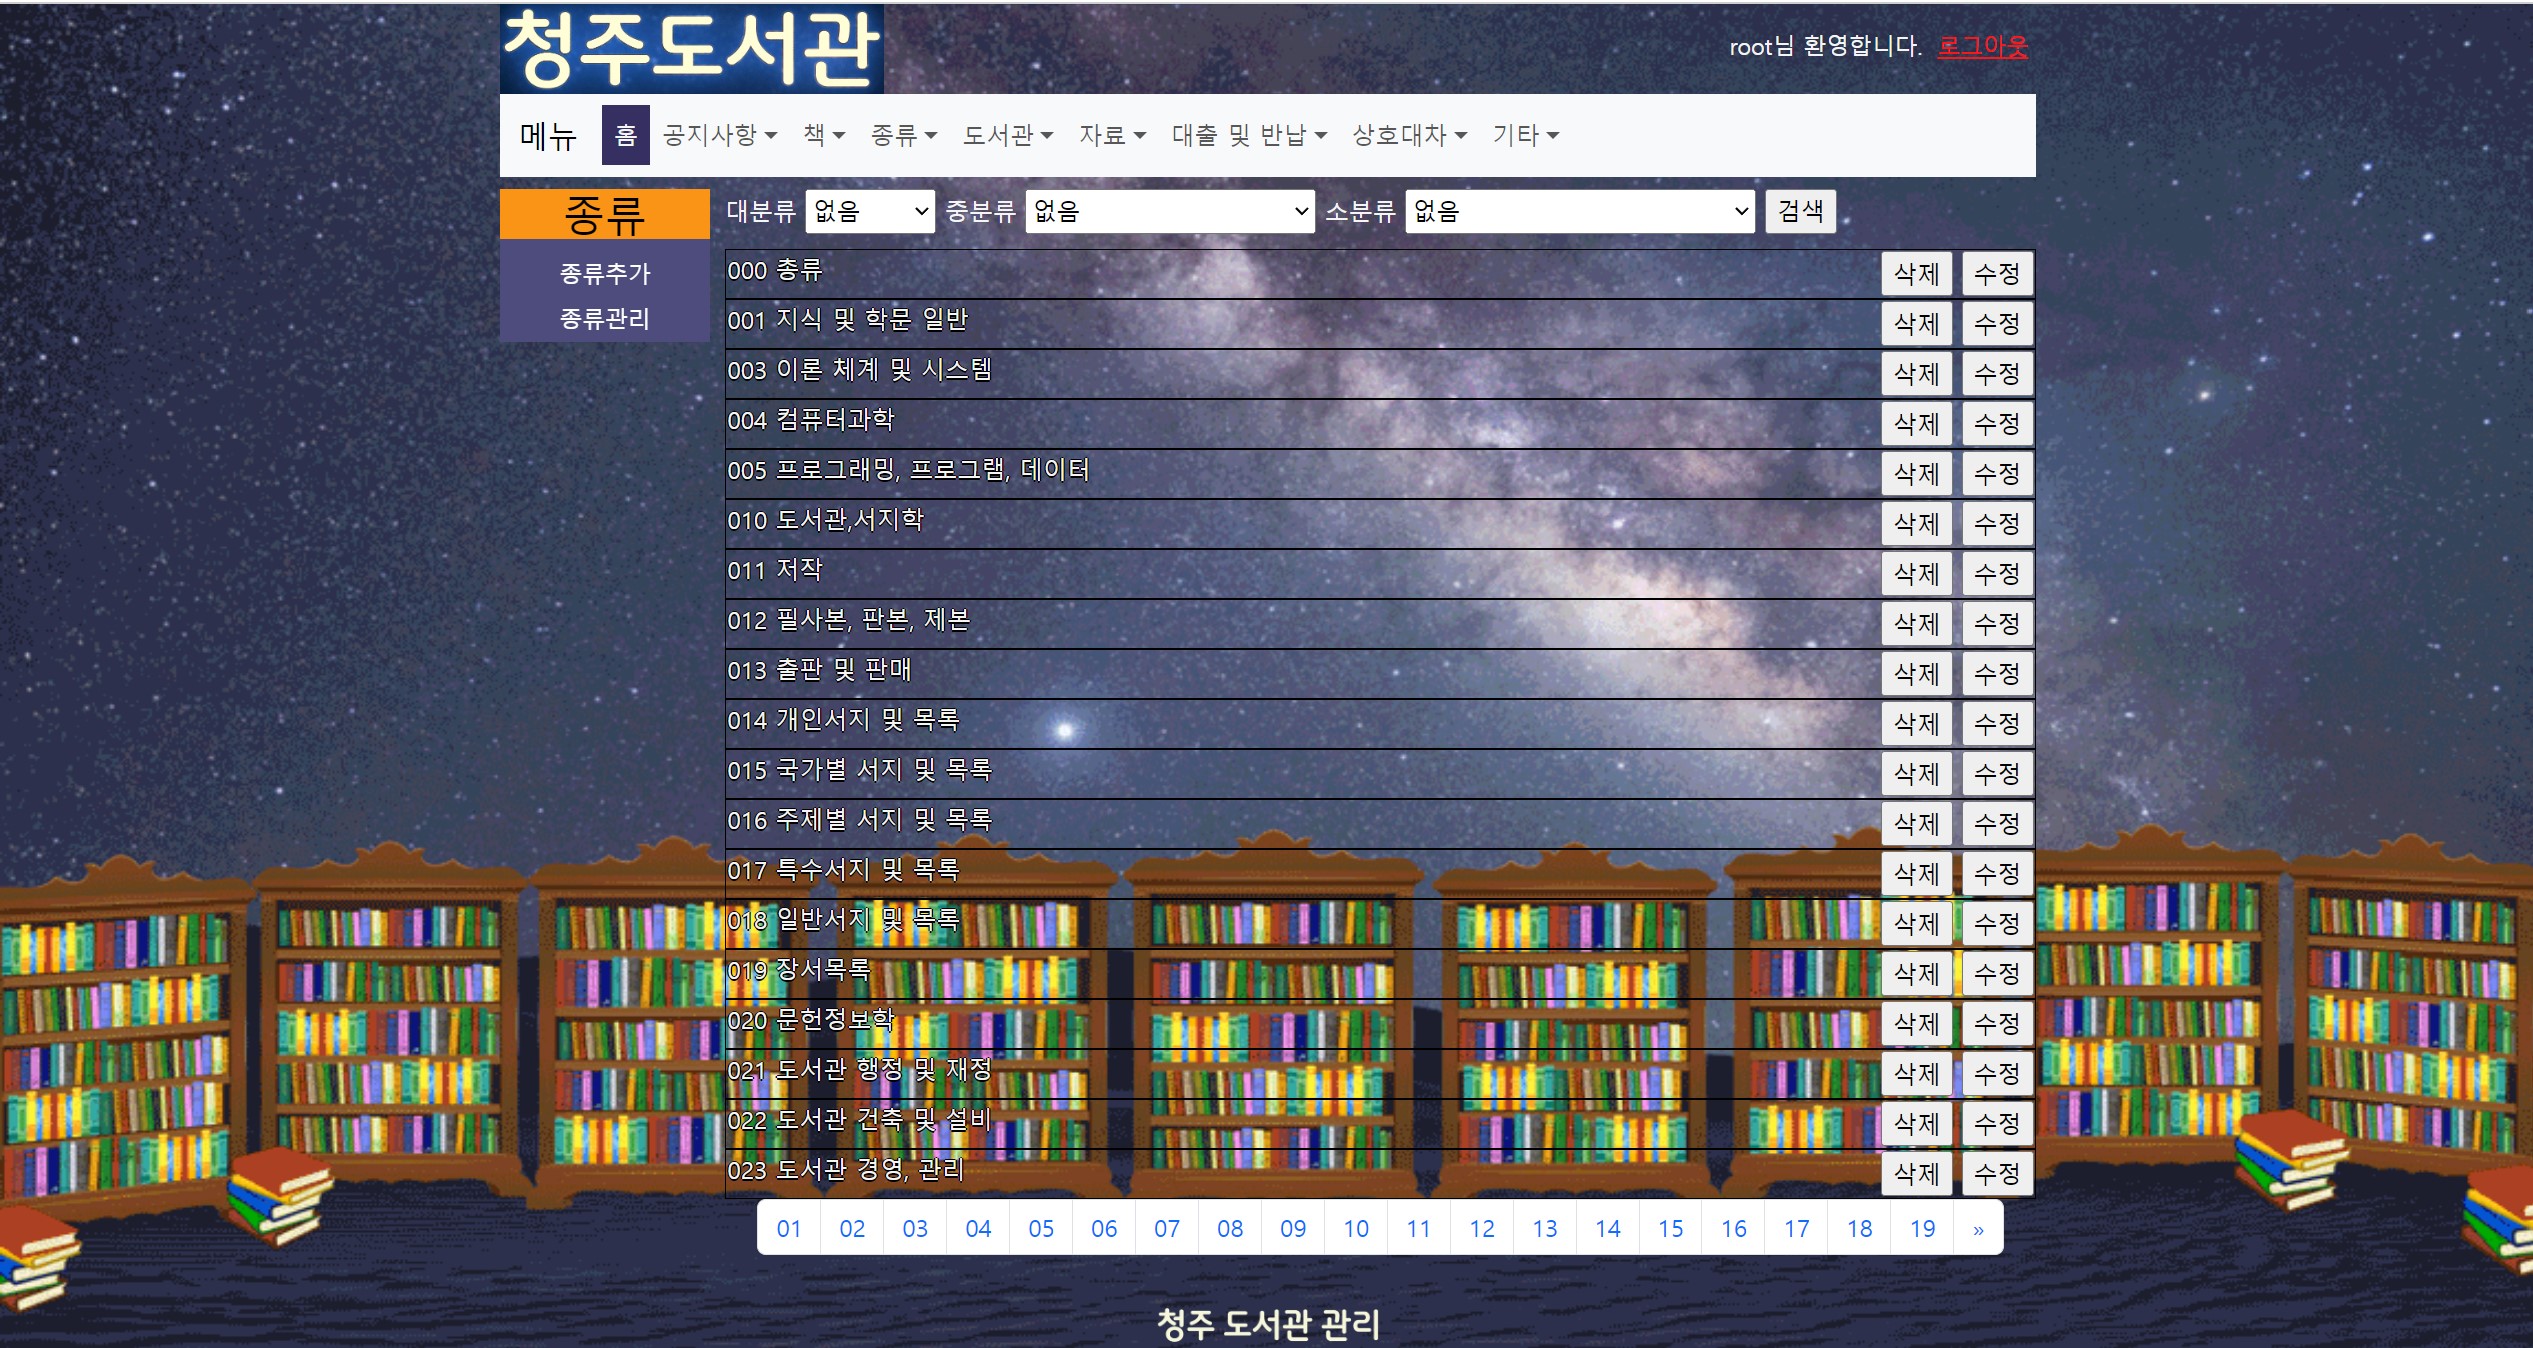 청주도서관
root님 환영합니다. 로그아웃
메뉴 홈 공지사항 책 종류 도서관 자료 대출 및 반납 상호대차 기타
종류
종류추가
종류관리
대분류 없음 중분류 없음 소분류 없음 검색
000 총류 삭제 수정
001 지식 및 학문 일반 삭제 수정
003 이론 체계 및 시스템 삭제 수정
004 컴퓨터과학 삭제 수정
005 프로그래밍, 프로그램, 데이터 삭제 수정
010 도서관,서지학 삭제 수정
011 저작 삭제 수정
012 필사본, 판본, 제본 삭제 수정
013 출판 및 판매 삭제 수정
014 개인서지 및 목록 삭제 수정
015 국가별 서지 및 목록 삭제 수정
016 주제별 서지 및 목록 삭제 수정
017 특수서지 및 목록 삭제 수정
018 일반서지 및 목록 삭제 수정
019 장서목록 삭제 수정
020 문헌정보학 삭제 수정
021 도서관 행정 및 재정 삭제 수정
022 도서관 건축 및 설비 삭제 수정
023 도서관 경영, 관리 삭제 수정
01 02 03 04 05 06 07 08 09 10 11 12 13 14 15 16 17 18 19 »
청주 도서관 관리